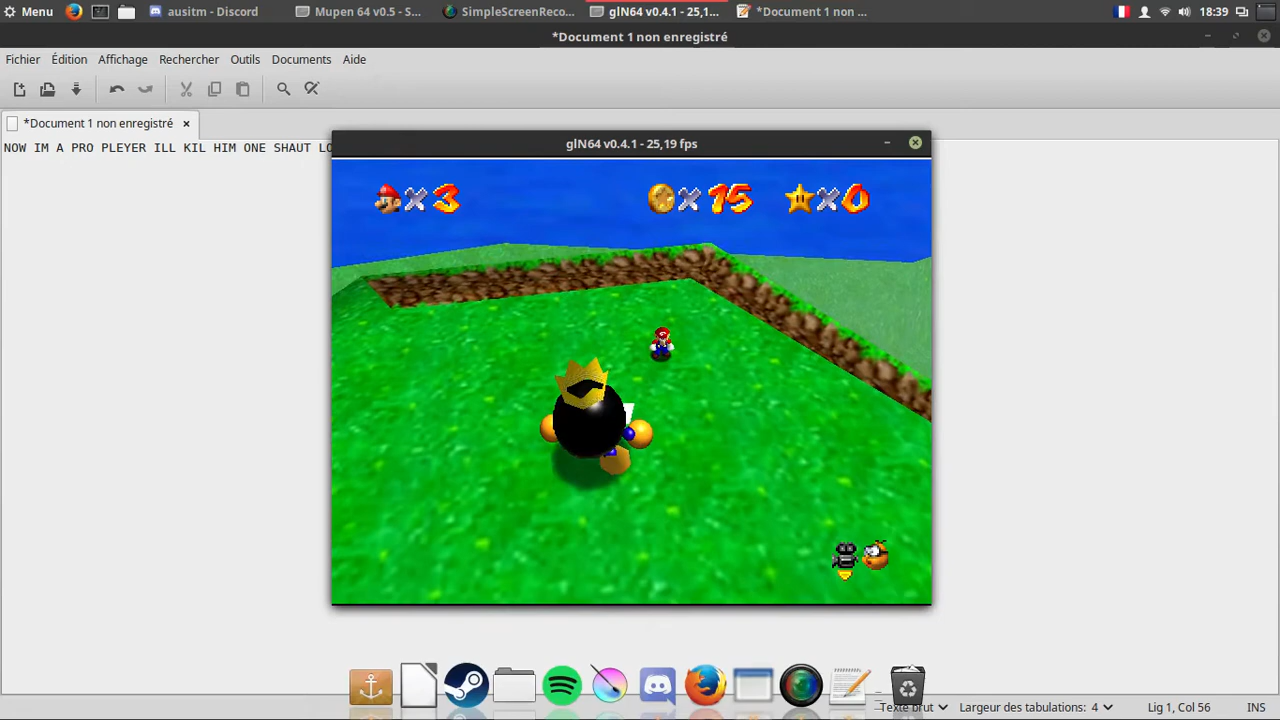 Menu
ausitm - Discord
Mupen 64 v0.5 - S...
SimpleScreenReco...
glN64 v0.4.1 - 25,1...
*Document 1 non ...
18:39
*Document 1 non enregistré
Fichier Édition Affichage Rechercher Outils Documents Aide
*Document 1 non enregistré ×
NOW IM A PRO PLEYER ILL KIL HIM ONE SHAUT LO
glN64 v0.4.1 - 25,19 fps
×3 ×15 ×0
Texte brut Largeur des tabulations: 4 Lig 1, Col 56 INS